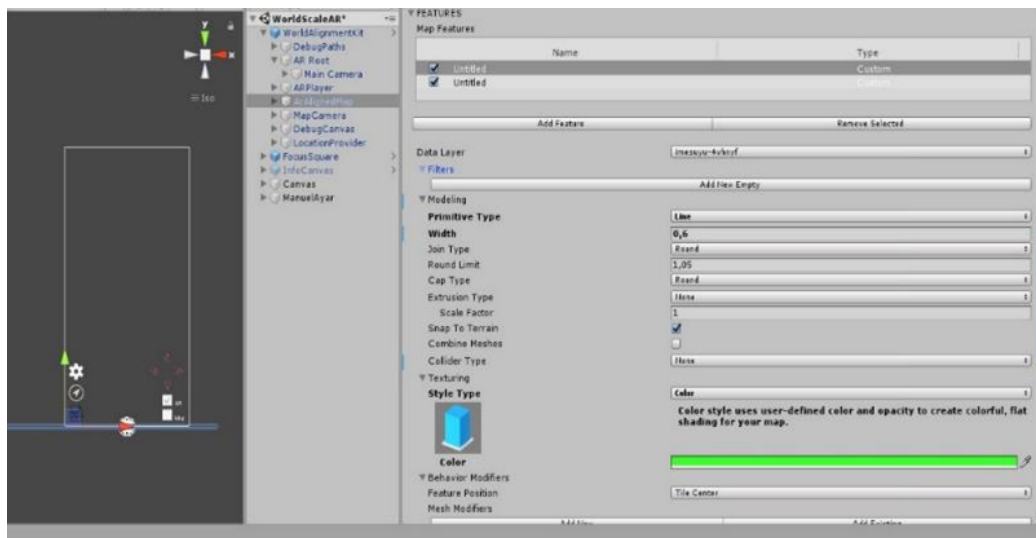 y
x
Iso
WorldScaleAR*
WorldAlignmentKit
DebugPaths
AR Root
Main Camera
ARPlayer
ArAlignedMap
MapCamera
DebugCanvas
LocationProvider
FocusSquare
InfoCanvas
Canvas
ManuelAyar
FEATURES
Map Features
Name Type
Untitled Custom
Untitled Custom
Add Feature Remove Selected
Data Layer
Filters
Add New Empty
Modeling
Primitive Type Line
Width 0,6
Join Type Round
Round Limit 1,05
Cap Type Round
Extrusion Type None
Scale Factor 1
Snap To Terrain
Combine Meshes
Collider Type None
Texturing
Style Type Color
Color style uses user-defined color and opacity to create colorful, flat
shading for your map.
Color
Behavior Modifiers
Feature Position Tile Center
Mesh Modifiers
Add New Add Existing